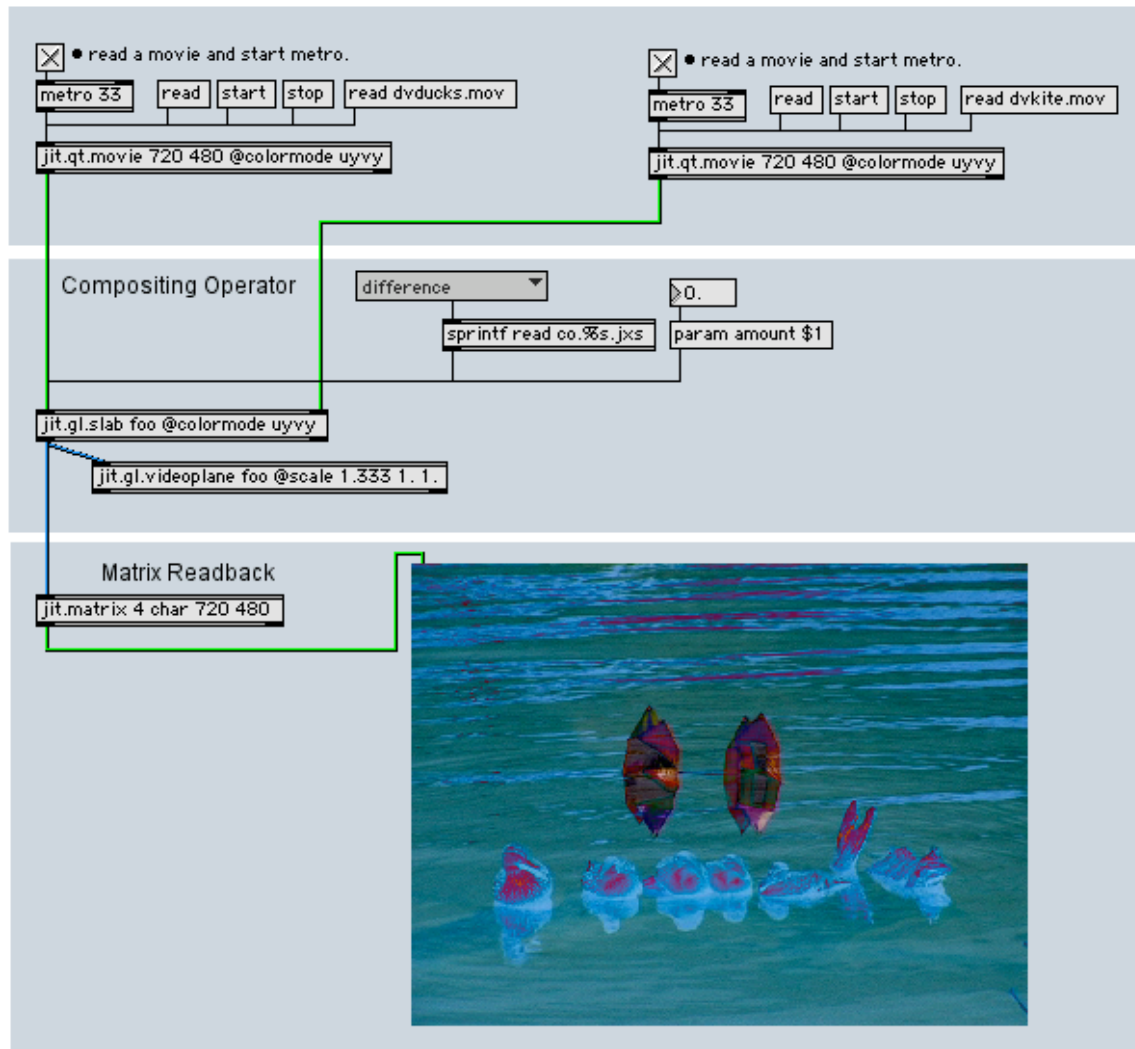 ● read a movie and start metro.
metro 33
read
start
stop
read dvducks.mov
jit.qt.movie 720 480 @colormode uyvy
● read a movie and start metro.
metro 33
read
start
stop
read dvkite.mov
jit.qt.movie 720 480 @colormode uyvy
Compositing Operator
difference
0.
sprintf read co.%s.jxs
param amount $1
jit.gl.slab foo @colormode uyvy
jit.gl.videoplane foo @scale 1.333 1. 1.
Matrix Readback
jit.matrix 4 char 720 480